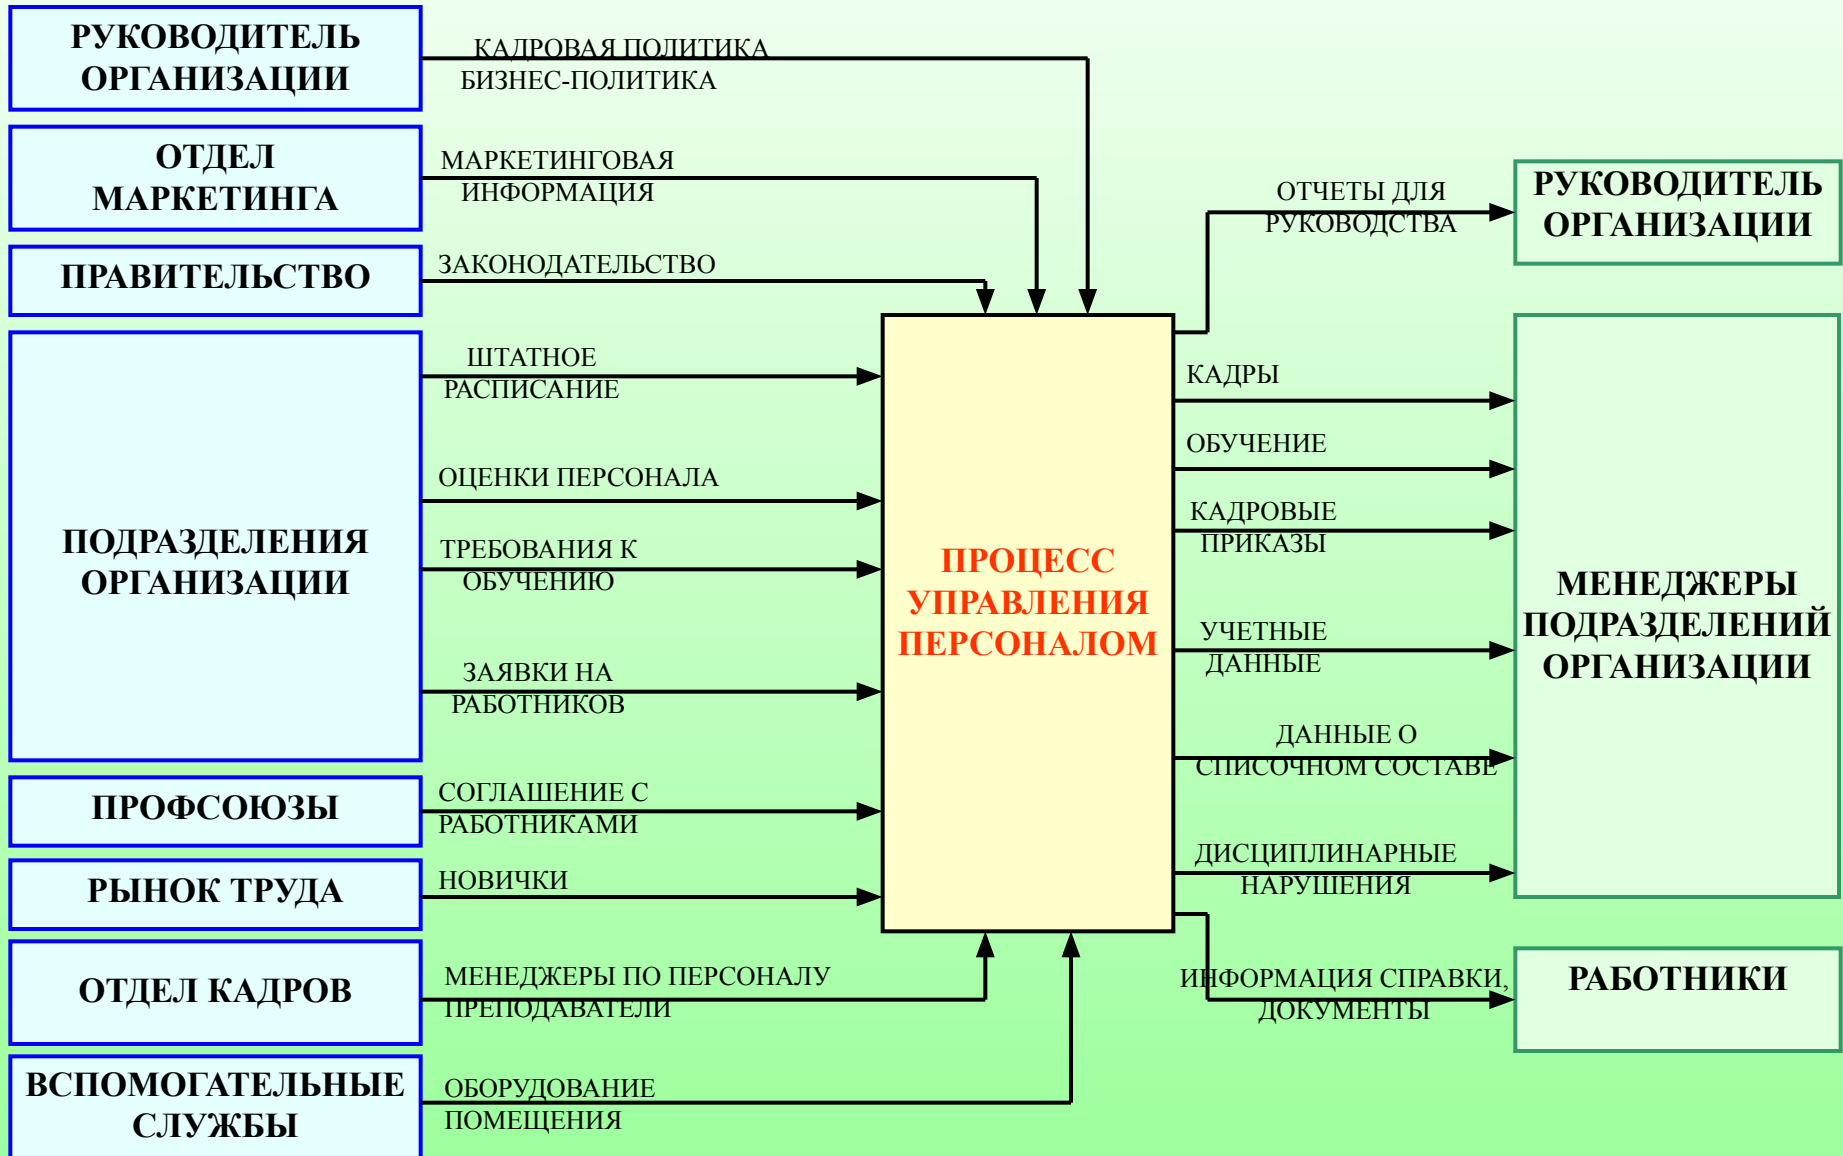 РУКОВОДИТЕЛЬ
ОРГАНИЗАЦИИ
КАДРОВАЯ ПОЛИТИКА
БИЗНЕС-ПОЛИТИКА
ОТДЕЛ
МАРКЕТИНГА
МАРКЕТИНГОВАЯ
ИНФОРМАЦИЯ
ПРАВИТЕЛЬСТВО
ЗАКОНОДАТЕЛЬСТВО
ПОДРАЗДЕЛЕНИЯ
ОРГАНИЗАЦИИ
ШТАТНОЕ
РАСПИСАНИЕ
ОЦЕНКИ ПЕРСОНАЛА
ТРЕБОВАНИЯ К
ОБУЧЕНИЮ
ЗАЯВКИ НА
РАБОТНИКОВ
ПРОФСОЮЗЫ
СОГЛАШЕНИЕ С
РАБОТНИКАМИ
РЫНОК ТРУДА
НОВИЧКИ
ОТДЕЛ КАДРОВ
МЕНЕДЖЕРЫ ПО ПЕРСОНАЛУ
ПРЕПОДАВАТЕЛИ
ВСПОМОГАТЕЛЬНЫЕ
СЛУЖБЫ
ОБОРУДОВАНИЕ
ПОМЕЩЕНИЯ
ПРОЦЕСС
УПРАВЛЕНИЯ
ПЕРСОНАЛОМ
ОТЧЕТЫ ДЛЯ
РУКОВОДСТВА
РУКОВОДИТЕЛЬ
ОРГАНИЗАЦИИ
КАДРЫ
ОБУЧЕНИЕ
КАДРОВЫЕ
ПРИКАЗЫ
УЧЕТНЫЕ
ДАННЫЕ
ДАННЫЕ О
СПИСОЧНОМ СОСТАВЕ
ДИСЦИПЛИНАРНЫЕ
НАРУШЕНИЯ
МЕНЕДЖЕРЫ
ПОДРАЗДЕЛЕНИЙ
ОРГАНИЗАЦИИ
ИНФОРМАЦИЯ СПРАВКИ,
ДОКУМЕНТЫ
РАБОТНИКИ